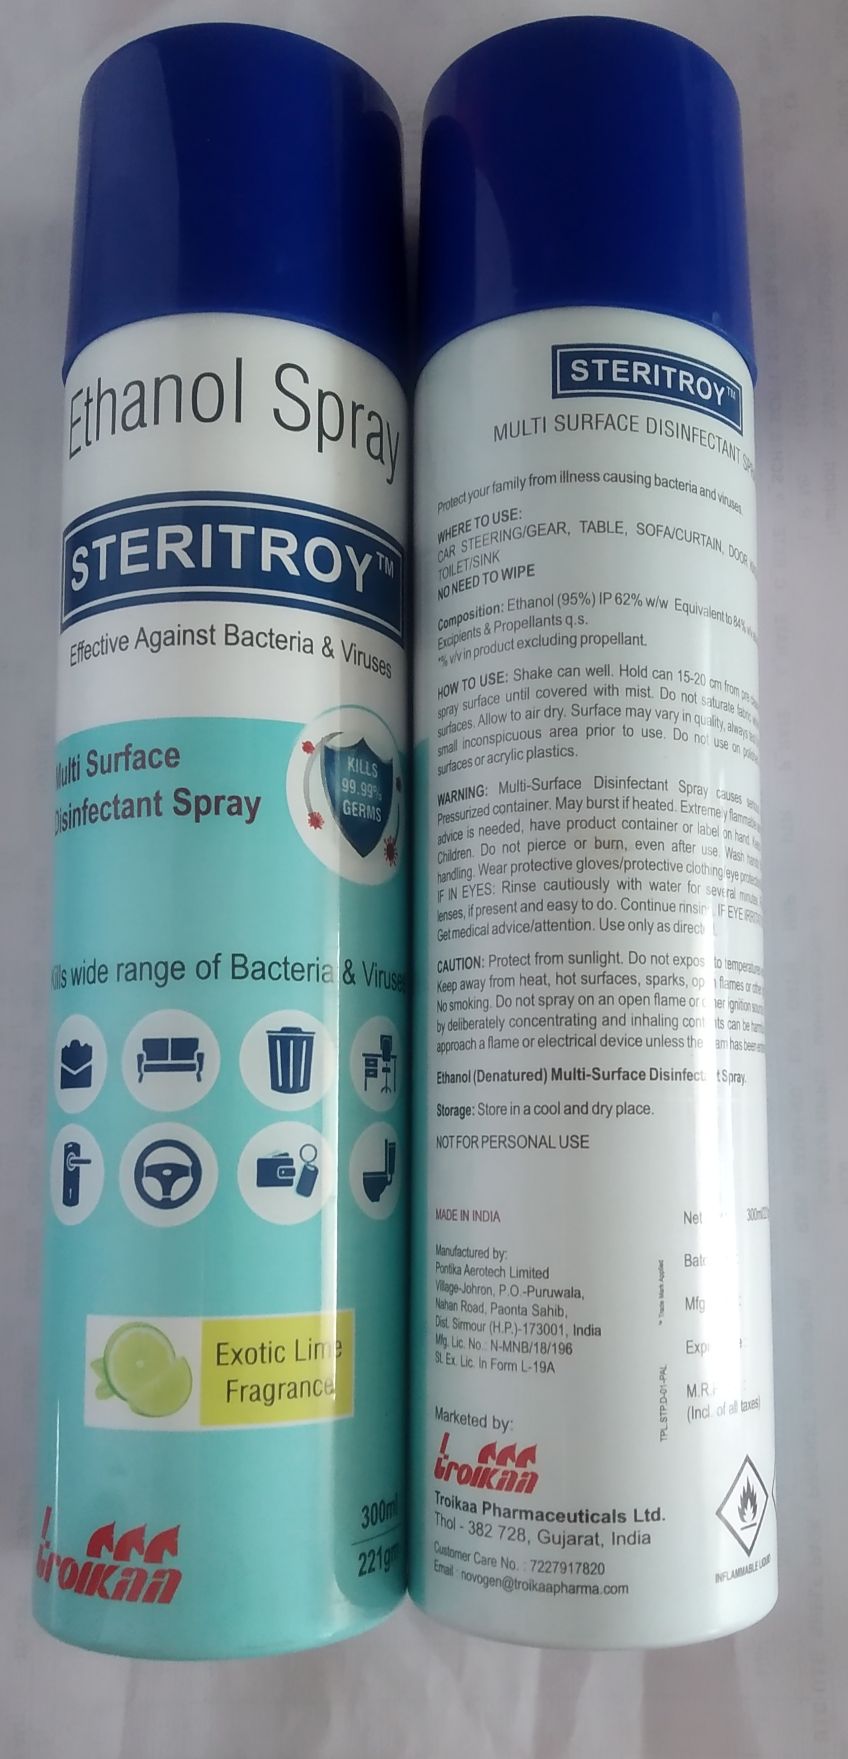 Ethanol Spray
STERITROY™
Effective Against Bacteria & Viruses
Multi Surface
Disinfectant Spray
KILLS
99.99%
GERMS
Kills wide range of Bacteria & Viruses
Exotic Lime
Fragrance
300ml
221gm
troikaa
STERITROY™
MULTI SURFACE DISINFECTANT
Protect your family from illness causing bacteria and viruses.
WHERE TO USE:
CAR STEERING/GEAR, TABLE, SOFA/CURTAIN, DOOR
TOILET/SINK
NO NEED TO WIPE
Composition: Ethanol (95%) IP 62% w/w Equivalent to 84%
Excipients & Propellants q.s.
*% v/v in product excluding propellant.
HOW TO USE: Shake can well. Hold can 15-20 cm from
spray surface until covered with mist. Do not saturate fabric
surfaces. Allow to air dry. Surface may vary in quality, always
small inconspicuous area prior to use. Do not use on
surfaces or acrylic plastics.
WARNING: Multi-Surface Disinfectant Spray causes
Pressurized container. May burst if heated. Extremely flammable
advice is needed, have product container or label on hand.
Children. Do not pierce or burn, even after use. Wash
handling. Wear protective gloves/protective clothing/eye
IF IN EYES: Rinse cautiously with water for several
lenses, if present and easy to do. Continue IF EYE
Get medical advice/attention. Use only as
CAUTION: Protect from sunlight. Do not to
Keep away from heat, hot surfaces, sparks, flames or
No smoking. Do not spray on an open flame or ignition
by deliberately concentrating and inhaling can be
approach a flame or electrical device unless the has been
Ethanol (Denatured) Multi-Surface Spray.
Storage: Store in a cool and dry place.
NOT FOR PERSONAL USE
MADE IN INDIA
Manufactured by:
Pontika Aerotech Limited
Village-Johron, P.O.-Puruwala,
Nahan Road, Paonta Sahib,
Dist. Sirmour (H.P.)-173001, India
Mfg. Lic. No.: N-MNB/18/196
St. Ex. Lic. In Form L-19A
* Trade Mark Applied
TPL.STP.D-01-PAL
Net
Mfg
(Incl. of all taxes)
Marketed by:
troikaa
Troikaa Pharmaceuticals Ltd.
Thol - 382 728, Gujarat, India
Customer Care No. : 7227917820
Email : novogen@troikaapharma.com
INFLAMMABLE LIQUID